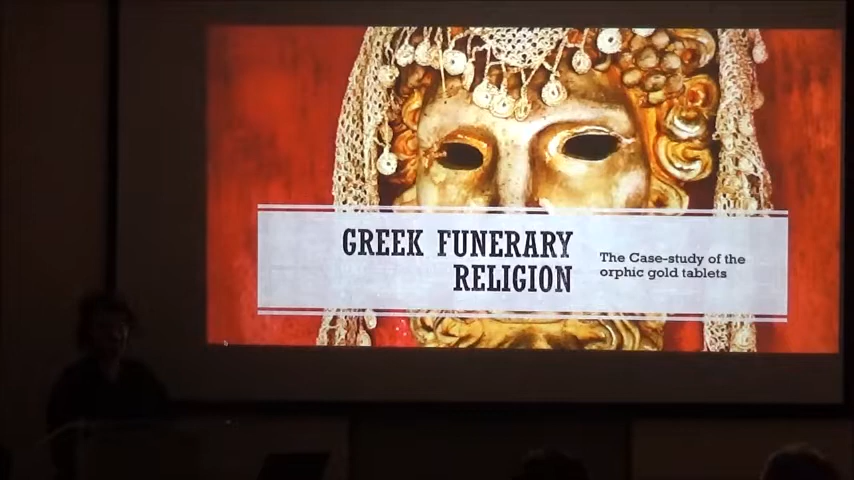 GREEK FUNERARY
RELIGION
The Case-study of the
orphic gold tablets